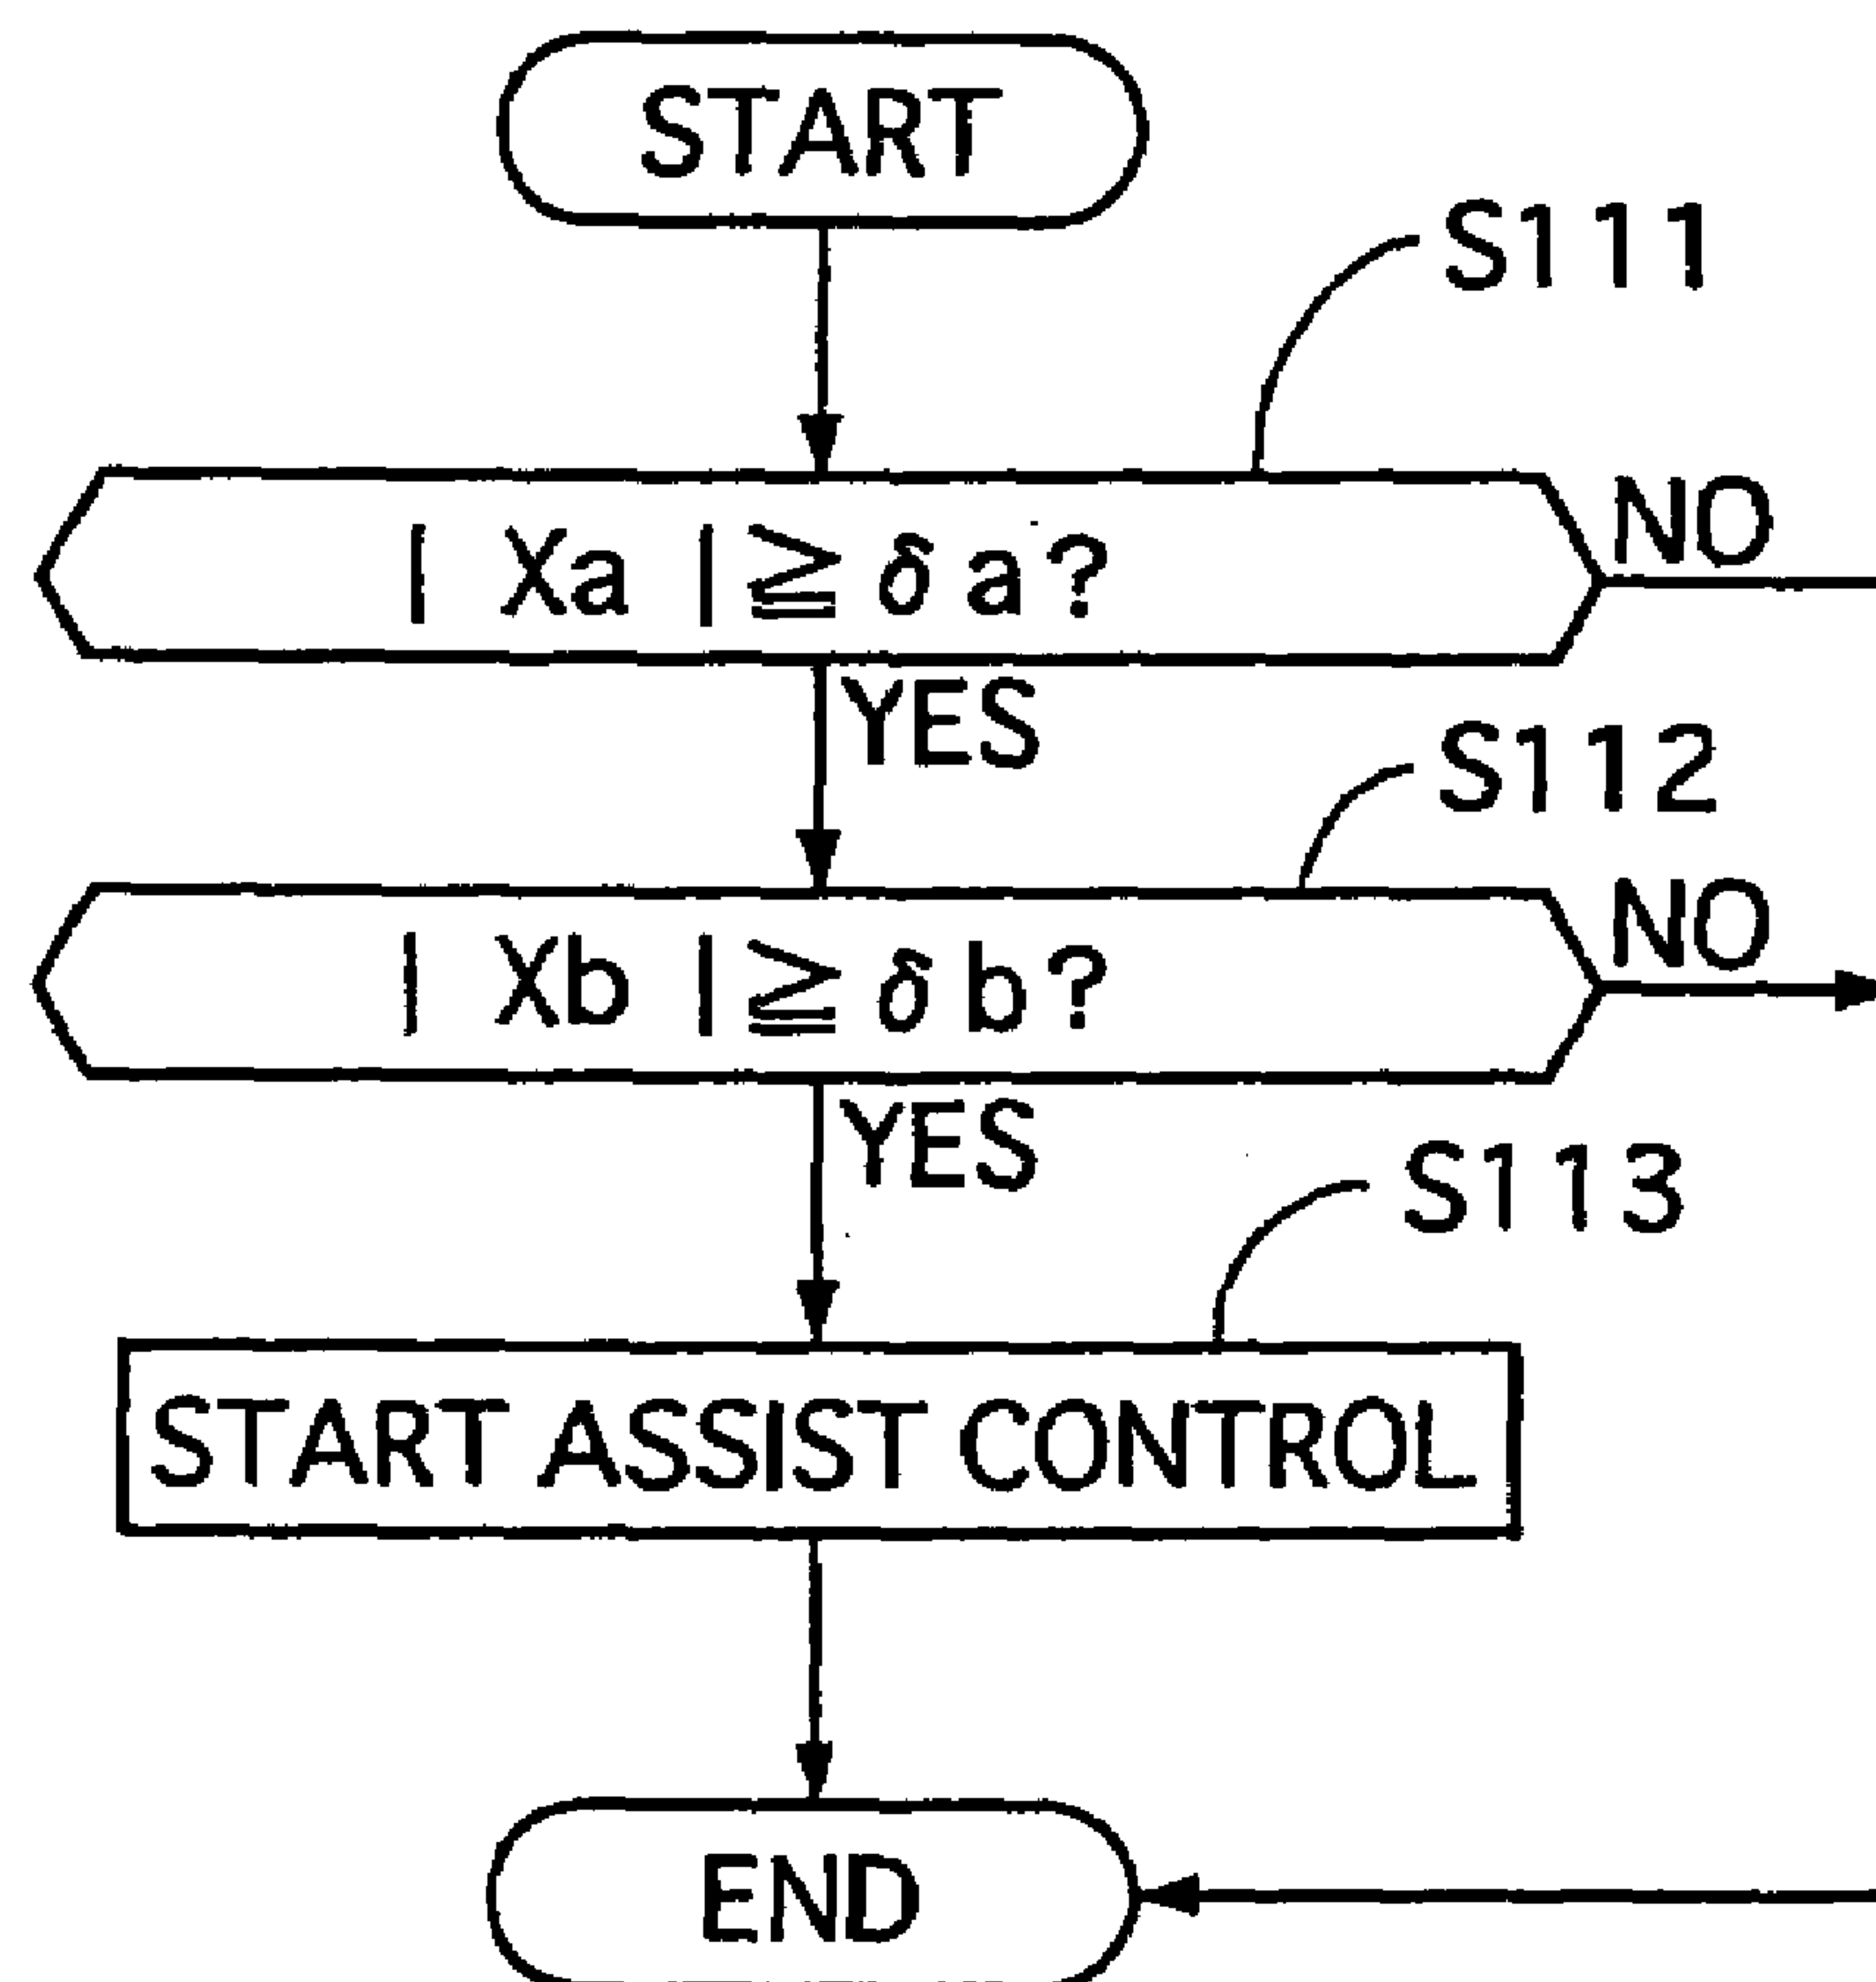 START
S111
| Xa |≧δa?
NO
YES
S112
| Xb |≧δb?
NO
YES
S113
START ASSIST CONTROL
END